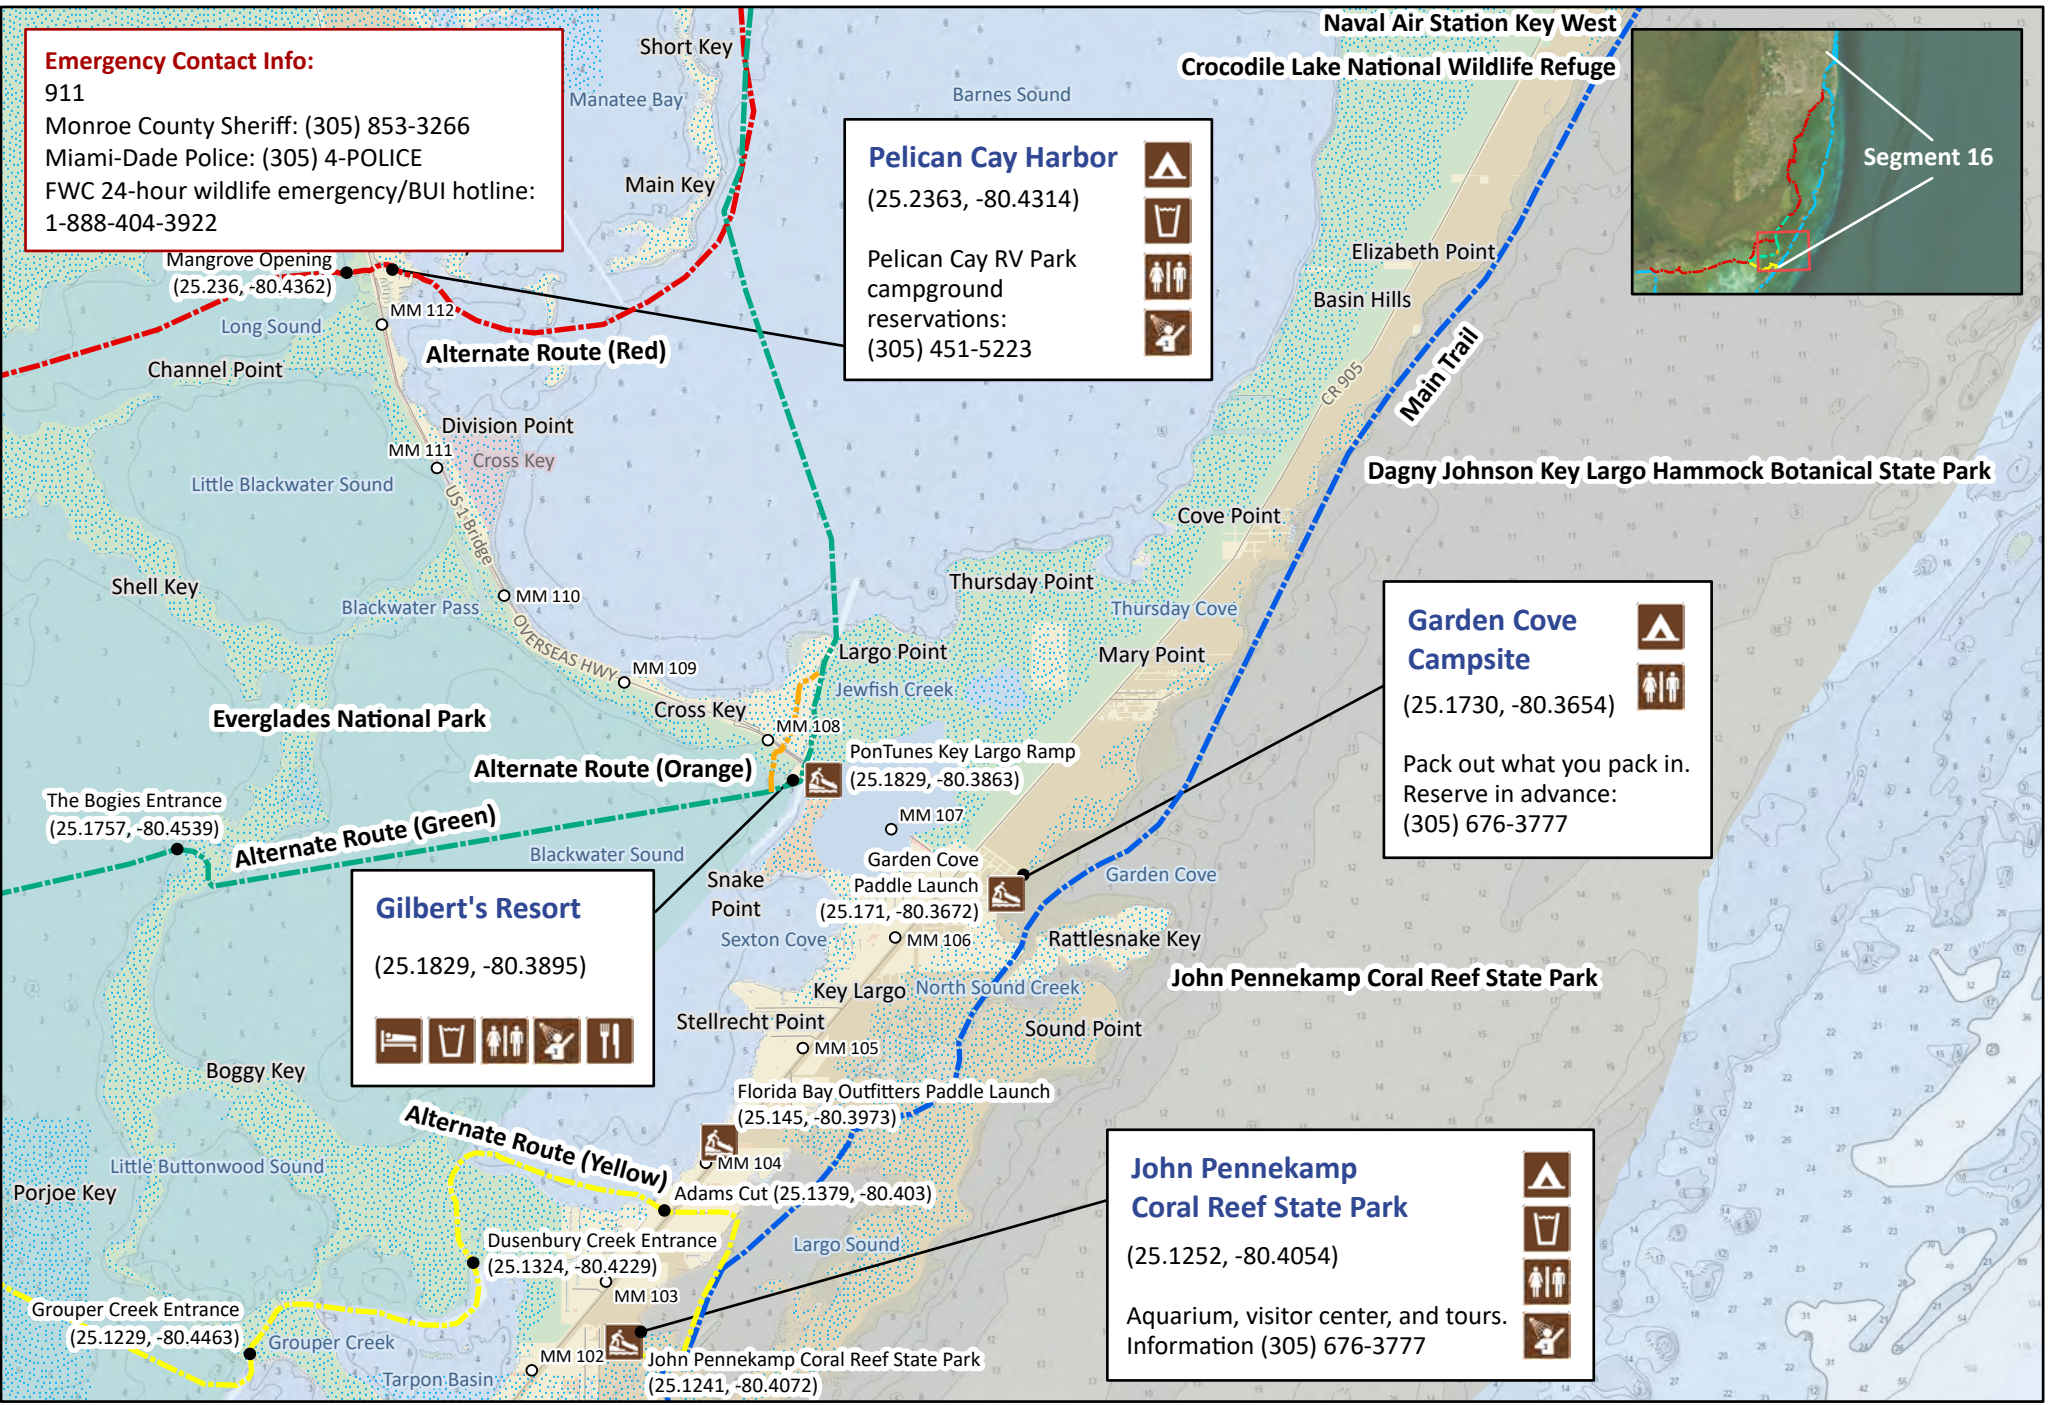 Emergency Contact Info:
911
Monroe County Sheriff: (305) 853-3266
Miami-Dade Police: (305) 4-POLICE
FWC 24-hour wildlife emergency/BUI hotline:
1-888-404-3922
Short Key
Manatee Bay
Main Key
Barnes Sound
Naval Air Station Key West
Crocodile Lake National Wildlife Refuge
Segment 16
Pelican Cay Harbor
(25.2363, -80.4314)
Pelican Cay RV Park
campground
reservations:
(305) 451-5223
Mangrove Opening
(25.236, -80.4362)
Long Sound
MM 112
Channel Point
Alternate Route (Red)
Elizabeth Point
Basin Hills
CR 905
Main Trail
Division Point
Cross Key
MM 111
Little Blackwater Sound
US 1 Bridge
Dagny Johnson Key Largo Hammock Botanical State Park
Cove Point
Shell Key
Blackwater Pass
MM 110
OVERSEAS HWY
MM 109
Thursday Point
Thursday Cove
Largo Point
Mary Point
Jewfish Creek
Cross Key
MM 108
Everglades National Park
Alternate Route (Orange)
PonTunes Key Largo Ramp
(25.1829, -80.3863)
Garden Cove
Campsite
(25.1730, -80.3654)
Pack out what you pack in.
Reserve in advance:
(305) 676-3777
The Bogies Entrance
(25.1757, -80.4539)
Alternate Route (Green)
Blackwater Sound
MM 107
Garden Cove
Paddle Launch
(25.171, -80.3672)
Garden Cove
Snake
Point
Sexton Cove
MM 106
Rattlesnake Key
Gilbert's Resort
(25.1829, -80.3895)
Key Largo
North Sound Creek
John Pennekamp Coral Reef State Park
Stellrecht Point
Sound Point
MM 105
Boggy Key
Florida Bay Outfitters Paddle Launch
(25.145, -80.3973)
Alternate Route (Yellow)
MM 104
Little Buttonwood Sound
Porjoe Key
Adams Cut (25.1379, -80.403)
Dusenbury Creek Entrance
(25.1324, -80.4229)
Largo Sound
MM 103
John Pennekamp
Coral Reef State Park
(25.1252, -80.4054)
Aquarium, visitor center, and tours.
Information (305) 676-3777
Grouper Creek Entrance
(25.1229, -80.4463)
Grouper Creek
Tarpon Basin
MM 102
John Pennekamp Coral Reef State Park
(25.1241, -80.4072)